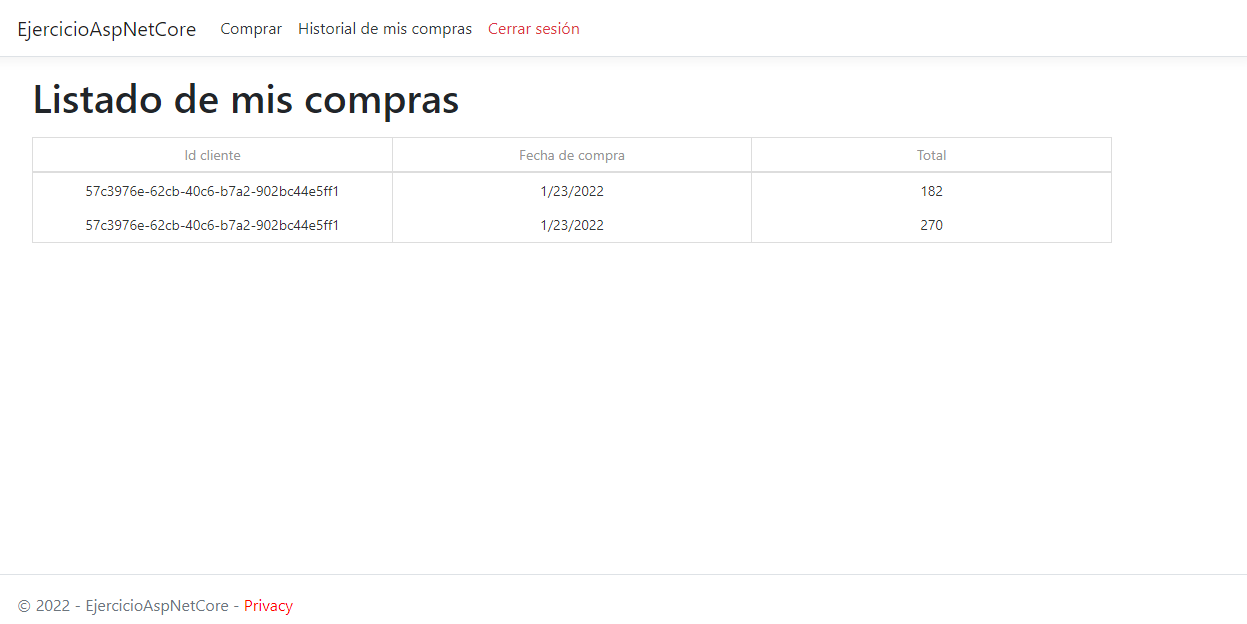 EjercicioAspNetCore Comprar Historial de mis compras Cerrar sesión
Listado de mis compras
Id cliente Fecha de compra Total
57c3976e-62cb-40c6-b7a2-902bc44e5ff1 1/23/2022 182
57c3976e-62cb-40c6-b7a2-902bc44e5ff1 1/23/2022 270
© 2022 - EjercicioAspNetCore - Privacy